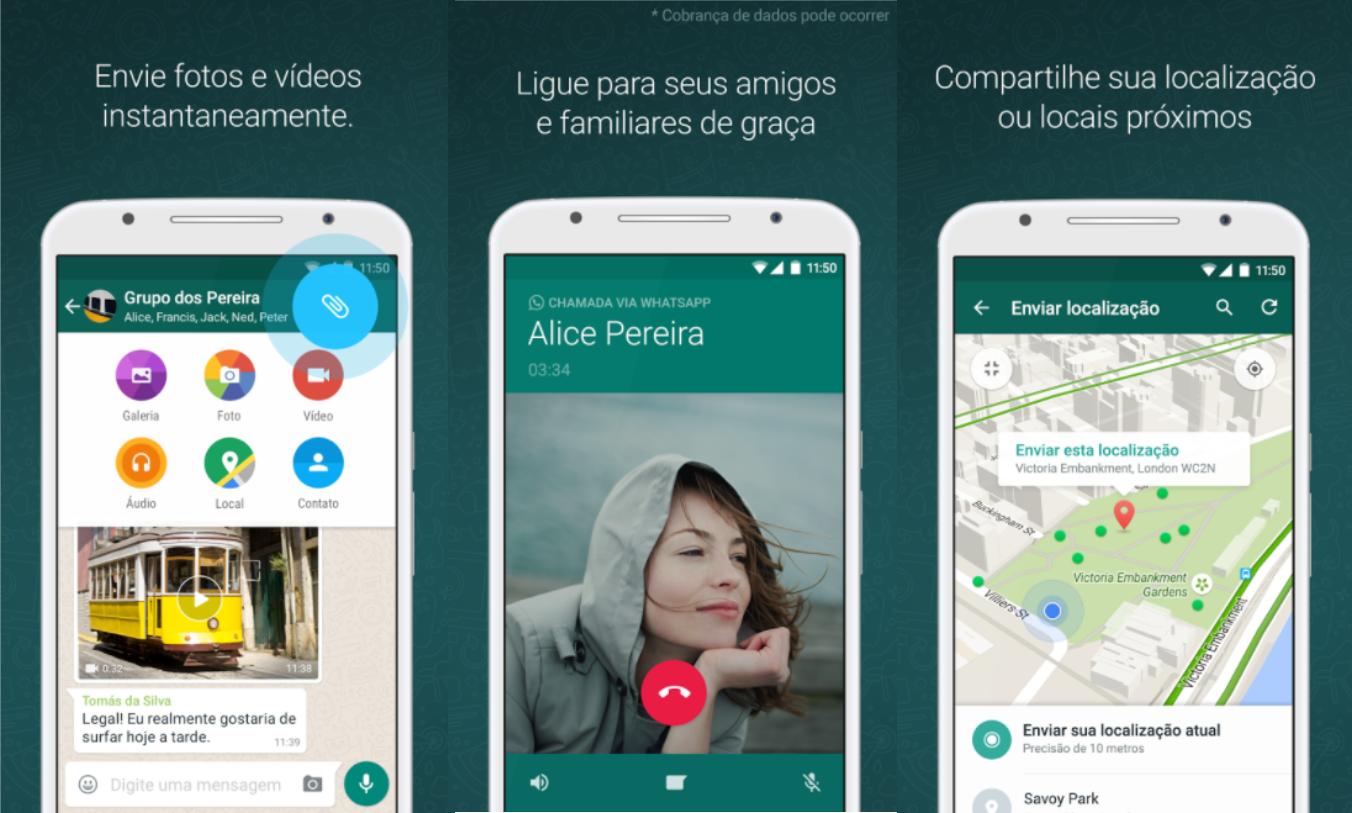 Envie fotos e vídeos
instantaneamente.
11:50
Grupo dos Pereira
Alice, Francis, Jack, Ned, Peter
Galeria
Foto
Vídeo
Áudio
Local
Contato
0:32
11:38
Tomás da Silva
Legal! Eu realmente gostaria de
surfar hoje a tarde.
11:39
Digite uma mensagem
* Cobrança de dados pode ocorrer
Ligue para seus amigos
e familiares de graça
11:50
CHAMADA VIA WHATSAPP
Alice Pereira
03:34
Compartilhe sua localização
ou locais próximos
11:50
Enviar localização
Enviar esta localização
Victoria Embankment, London WC2N
Buckingham St
Victoria Embankment
Gardens
Villiers St
Victoria Embankment
Enviar sua localização atual
Precisão de 10 metros
Savoy Park